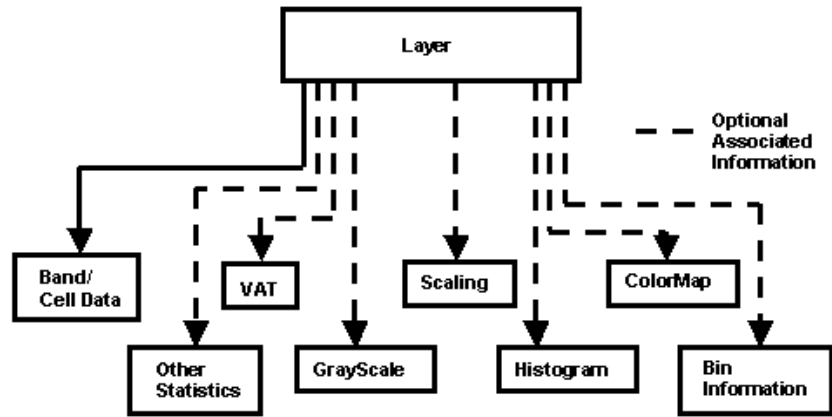 Layer
Optional
Associated
Information
Band/
Cell Data
VAT
Scaling
ColorMap
Other
Statistics
GrayScale
Histogram
Bin
Information